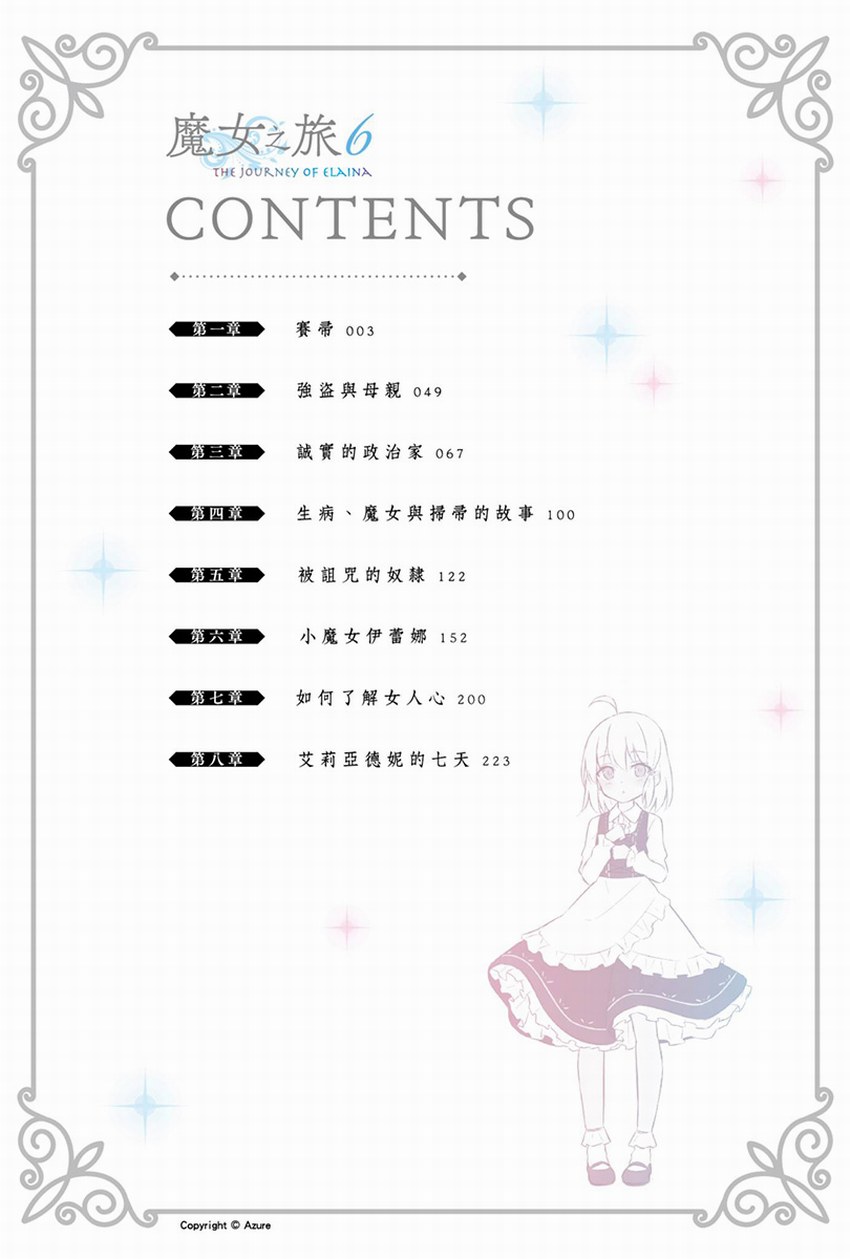 魔女之旅6
THE JOURNEY OF ELAINA
CONTENTS
第一章 賽帚 003
第二章 強盜與母親 049
第三章 誠實的政治家 067
第四章 生病、魔女與掃帚的故事 100
第五章 被詛咒的奴隸 122
第六章 小魔女伊蕾娜 152
第七章 如何了解女人心 200
第八章 艾莉亞德妮的七天 223
Copyright © Azure